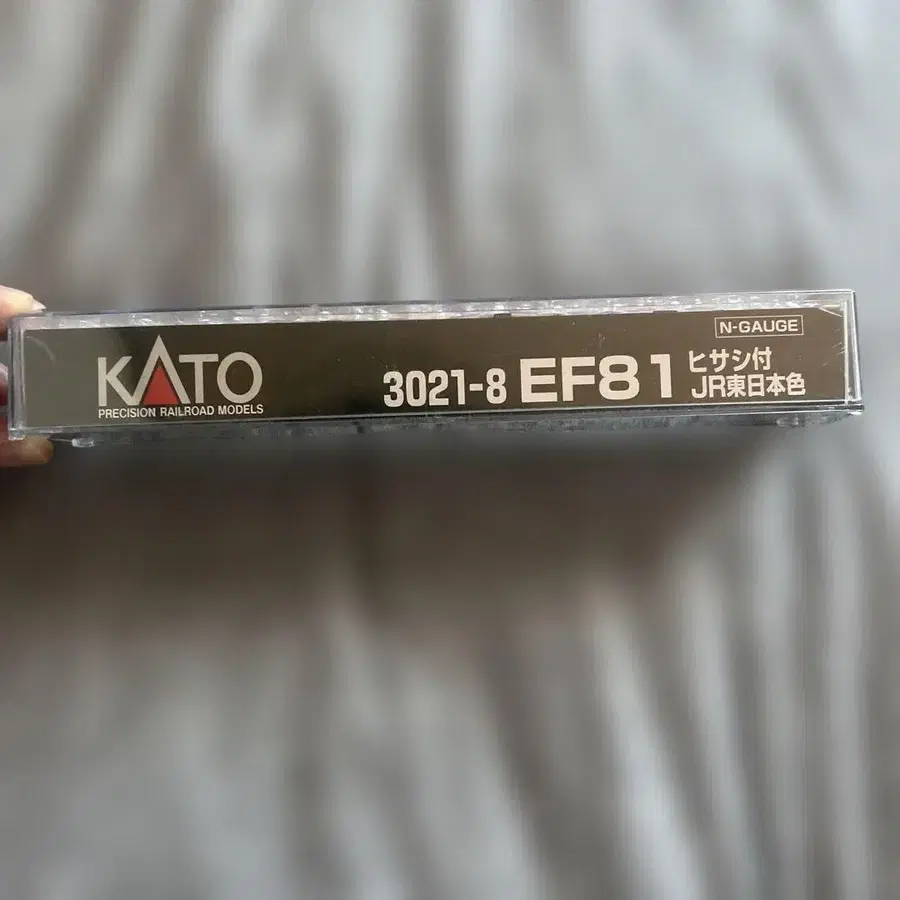 N-GAUGE
KATO
PRECISION RAILROAD MODELS
3021-8 EF81 ヒサシ付
JR東日本色